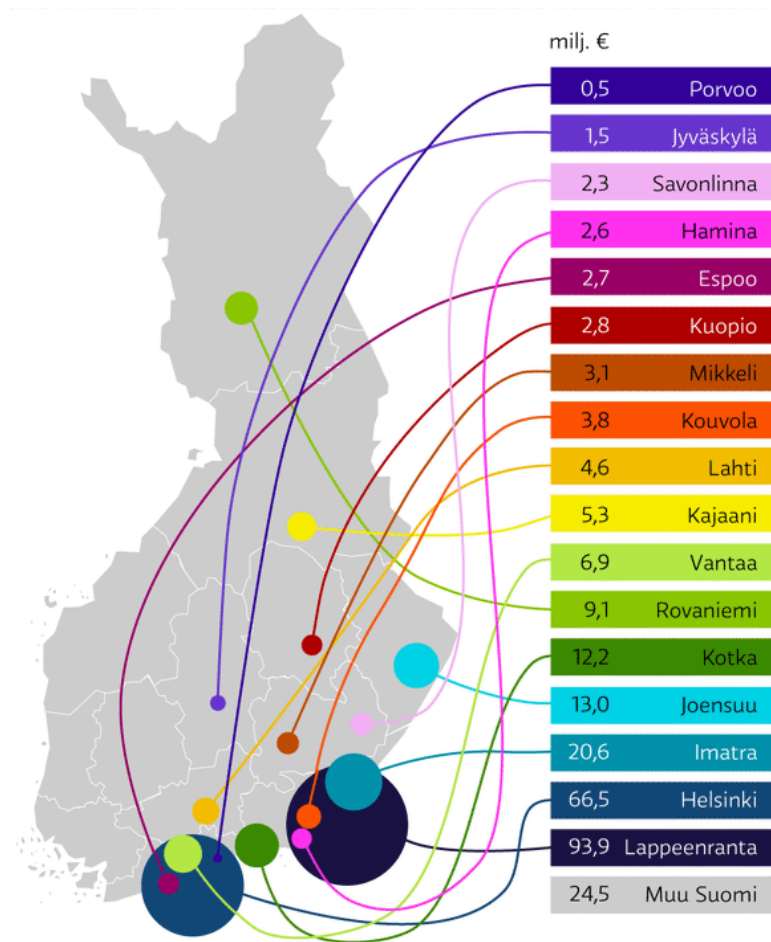 milj. €
0,5 Porvoo
1,5 Jyväskylä
2,3 Savonlinna
2,6 Hamina
2,7 Espoo
2,8 Kuopio
3,1 Mikkeli
3,8 Kouvola
4,6 Lahti
5,3 Kajaani
6,9 Vantaa
9,1 Rovaniemi
12,2 Kotka
13,0 Joensuu
20,6 Imatra
66,5 Helsinki
93,9 Lappeenranta
24,5 Muu Suomi